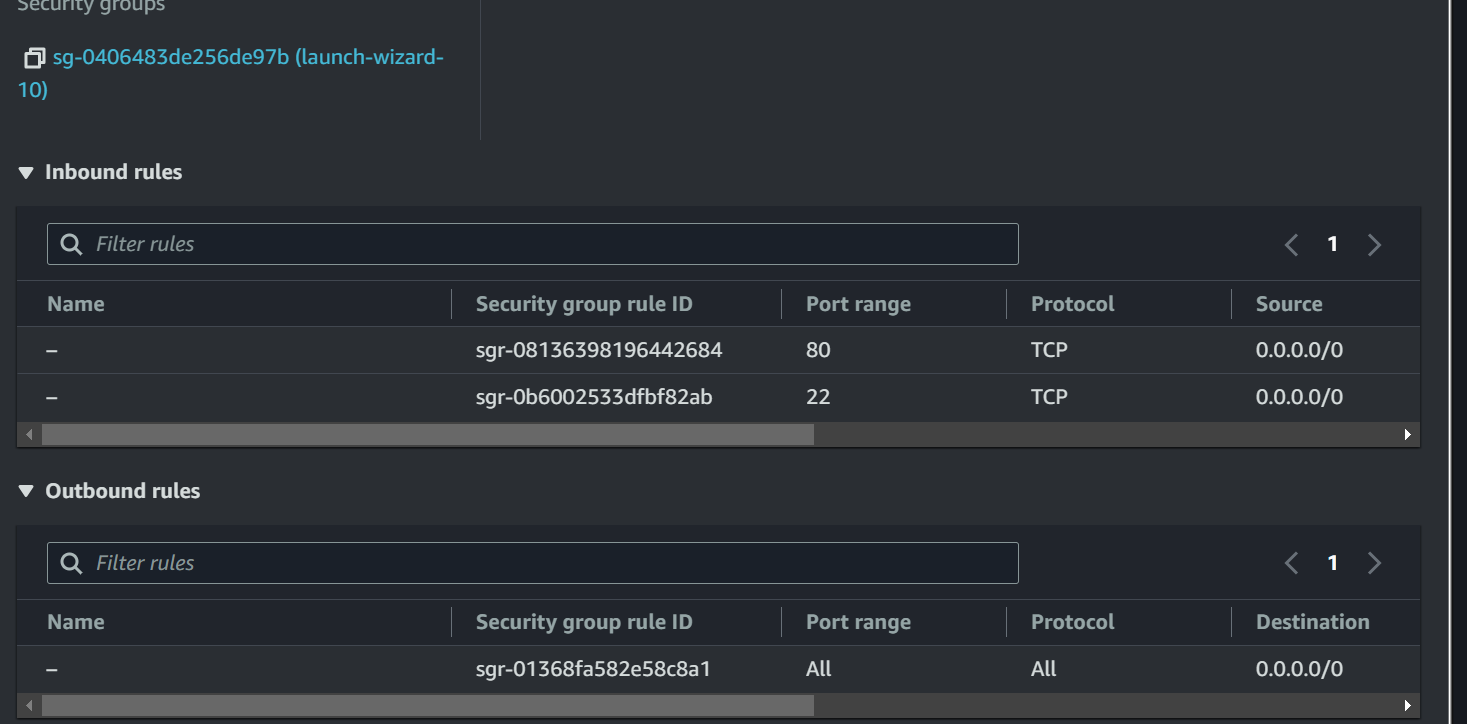 Security groups
sg-0406483de256de97b (launch-wizard-
10)
Inbound rules
Filter rules
1
Name Security group rule ID Port range Protocol Source
– sgr-08136398196442684 80 TCP 0.0.0.0/0
– sgr-0b6002533dfbf82ab 22 TCP 0.0.0.0/0
Outbound rules
Filter rules
1
Name Security group rule ID Port range Protocol Destination
– sgr-01368fa582e58c8a1 All All 0.0.0.0/0